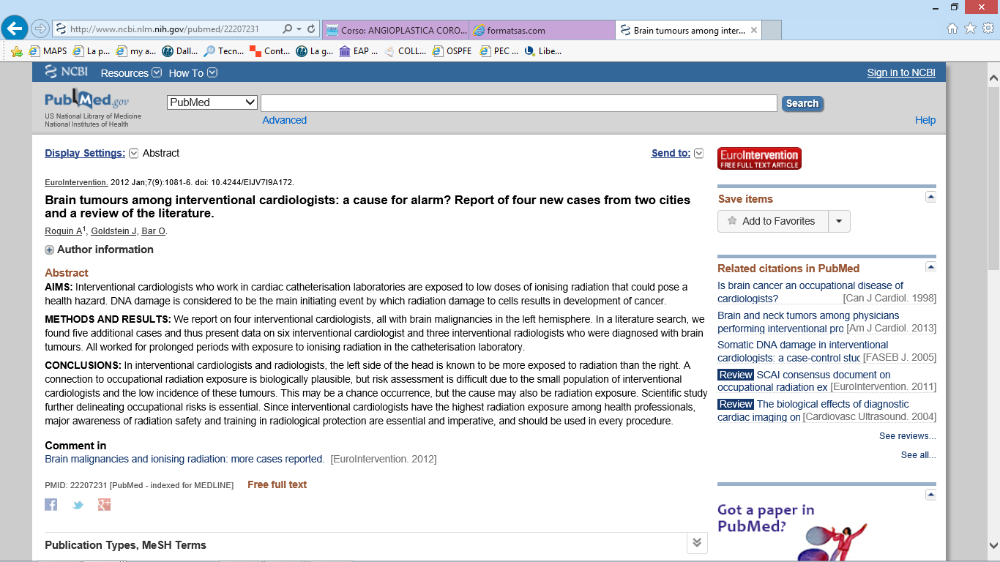 http://www.ncbi.nlm.nih.gov/pubmed/22207231
Corso: ANGIOPLASTICA CORO...
formatsas.com
Brain tumours among inter...
MAPS La p... my a... Dall... Tecn... Cont... La g... EAP ... COLL... OSPFE PEC ... Libe...
NCBI Resources How To Sign in to NCBI
PubMed.gov
US National Library of Medicine
National Institutes of Health
PubMed
Search
Advanced
Help
Display Settings: Abstract
Send to:
EuroIntervention. 2012 Jan;7(9):1081-6. doi: 10.4244/EIJV7I9A172.
Brain tumours among interventional cardiologists: a cause for alarm? Report of four new cases from two cities
and a review of the literature.
Roguin A1, Goldstein J, Bar O.
Author information
Abstract
AIMS: Interventional cardiologists who work in cardiac catheterisation laboratories are exposed to low doses of ionising radiation that could pose a
health hazard. DNA damage is considered to be the main initiating event by which radiation damage to cells results in development of cancer.
METHODS AND RESULTS: We report on four interventional cardiologists, all with brain malignancies in the left hemisphere. In a literature search, we
found five additional cases and thus present data on six interventional cardiologist and three interventional radiologists who were diagnosed with brain
tumours. All worked for prolonged periods with exposure to ionising radiation in the catheterisation laboratory.
CONCLUSIONS: In interventional cardiologists and radiologists, the left side of the head is known to be more exposed to radiation than the right. A
connection to occupational radiation exposure is biologically plausible, but risk assessment is difficult due to the small population of interventional
cardiologists and the low incidence of these tumours. This may be a chance occurrence, but the cause may also be radiation exposure. Scientific study
further delineating occupational risks is essential. Since interventional cardiologists have the highest radiation exposure among health professionals,
major awareness of radiation safety and training in radiological protection are essential and imperative, and should be used in every procedure.
Comment in
Brain malignancies and ionising radiation: more cases reported. [EuroIntervention. 2012]
PMID: 22207231 [PubMed - indexed for MEDLINE] Free full text
Publication Types, MeSH Terms
EuroIntervention
FREE FULL TEXT ARTICLE
Save items
Add to Favorites
Related citations in PubMed
Is brain cancer an occupational disease of
cardiologists? [Can J Cardiol. 1998]
Brain and neck tumors among physicians
performing interventional pro [Am J Cardiol. 2013]
Somatic DNA damage in interventional
cardiologists: a case-control stud [FASEB J. 2005]
Review SCAI consensus document on
occupational radiation ex [EuroIntervention. 2011]
Review The biological effects of diagnostic
cardiac imaging on [Cardiovasc Ultrasound. 2004]
See reviews...
See all...
Got a paper in
PubMed?